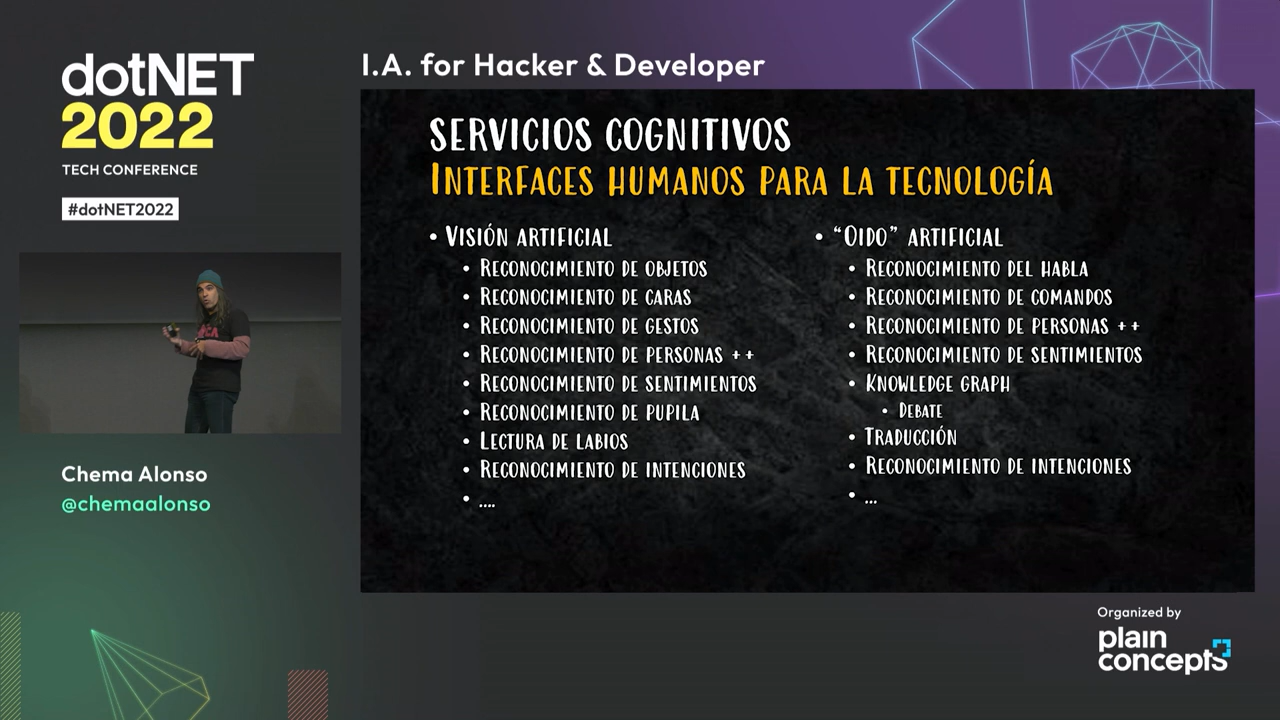 dotNET
2022
TECH CONFERENCE
#dotNET2022
Chema Alonso
@chemaalonso
I.A. for Hacker & Developer
SERVICIOS COGNITIVOS
INTERFACES HUMANOS PARA LA TECNOLOGÍA
• VISIÓN ARTIFICIAL
• RECONOCIMIENTO DE OBJETOS
• RECONOCIMIENTO DE CARAS
• RECONOCIMIENTO DE GESTOS
• RECONOCIMIENTO DE PERSONAS ++
• RECONOCIMIENTO DE SENTIMIENTOS
• RECONOCIMIENTO DE PUPILA
• LECTURA DE LABIOS
• RECONOCIMIENTO DE INTENCIONES
• ....
• “OIDO” ARTIFICIAL
• RECONOCIMIENTO DEL HABLA
• RECONOCIMIENTO DE COMANDOS
• RECONOCIMIENTO DE PERSONAS ++
• RECONOCIMIENTO DE SENTIMIENTOS
• KNOWLEDGE GRAPH
• DEBATE
• TRADUCCIÓN
• RECONOCIMIENTO DE INTENCIONES
• ...
Organized by
plain
concepts